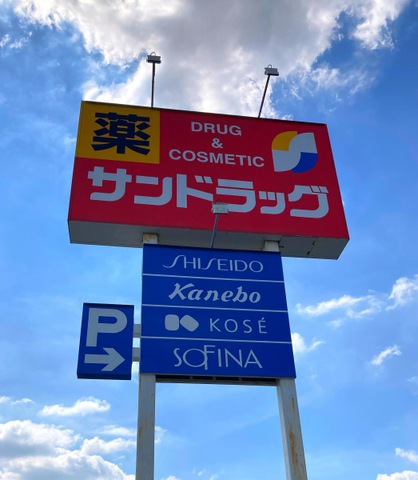 薬
DRUG
&
COSMETIC
サンドラッグ
SHISEIDO
Kanebo
KOSÉ
SOFINA
P
→